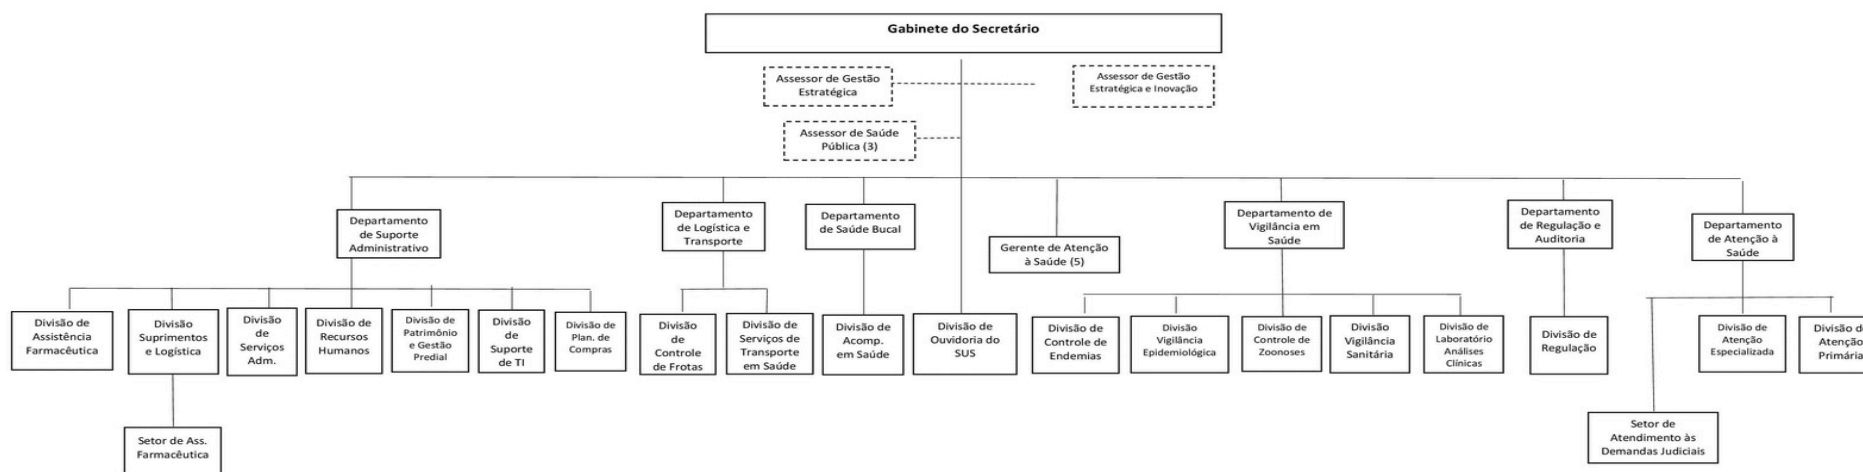 Gabinete do Secretário
Assessor de Gestão
Estratégica
Assessor de Gestão
Estratégica e Inovação
Assessor de Saúde
Pública (3)
Departamento
de Suporte
Administrativo
Departamento
de Logística e
Transporte
Departamento
de Saúde Bucal
Gerente de Atenção
à Saúde (5)
Departamento de
Vigilância em
Saúde
Departamento
de Regulação e
Auditoria
Departamento
de Atenção à
Saúde
Divisão de
Assistência
Farmacêutica
Divisão
Suprimentos
e Logística
Divisão
de
Serviços
Adm.
Divisão de
Recursos
Humanos
Divisão de
Patrimônio
e Gestão
Predial
Divisão
de
Suporte
de TI
Divisão de
Plan. de
Compras
Divisão
de
Controle
de Frotas
Divisão de
Serviços de
Transporte
em Saúde
Divisão de
Acomp.
em Saúde
Divisão de
Ouvidoria do
SUS
Divisão de
Controle de
Endemias
Divisão
Vigilância
Epidemiológica
Divisão de
Controle de
Zoonoses
Divisão
Vigilância
Sanitária
Divisão de
Laboratório
Análises
Clínicas
Divisão de
Regulação
Divisão de
Atenção
Especializada
Divisão de
Atenção
Primária
Setor de Ass.
Farmacêutica
Setor de
Atendimento às
Demandas Judiciais